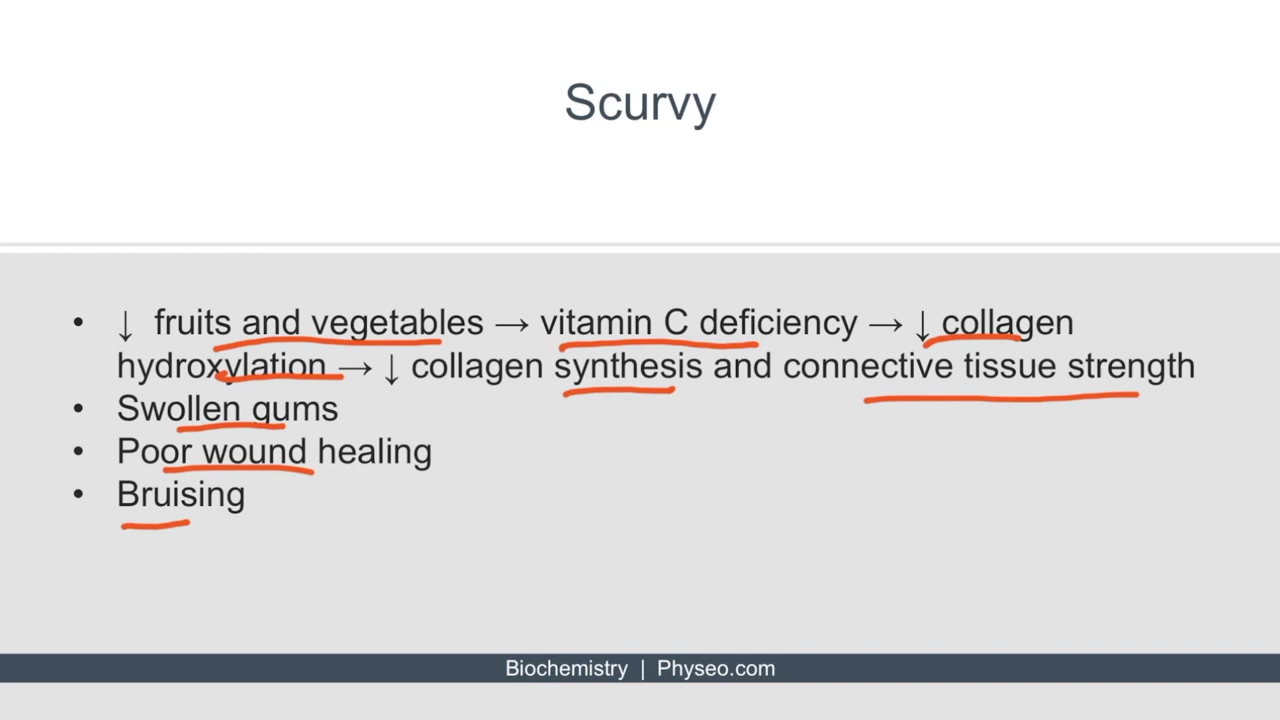 Scurvy
• ↓ fruits and vegetables → vitamin C deficiency → ↓ collagen
hydroxylation → ↓ collagen synthesis and connective tissue strength
• Swollen gums
• Poor wound healing
• Bruising
Biochemistry | Physeo.com